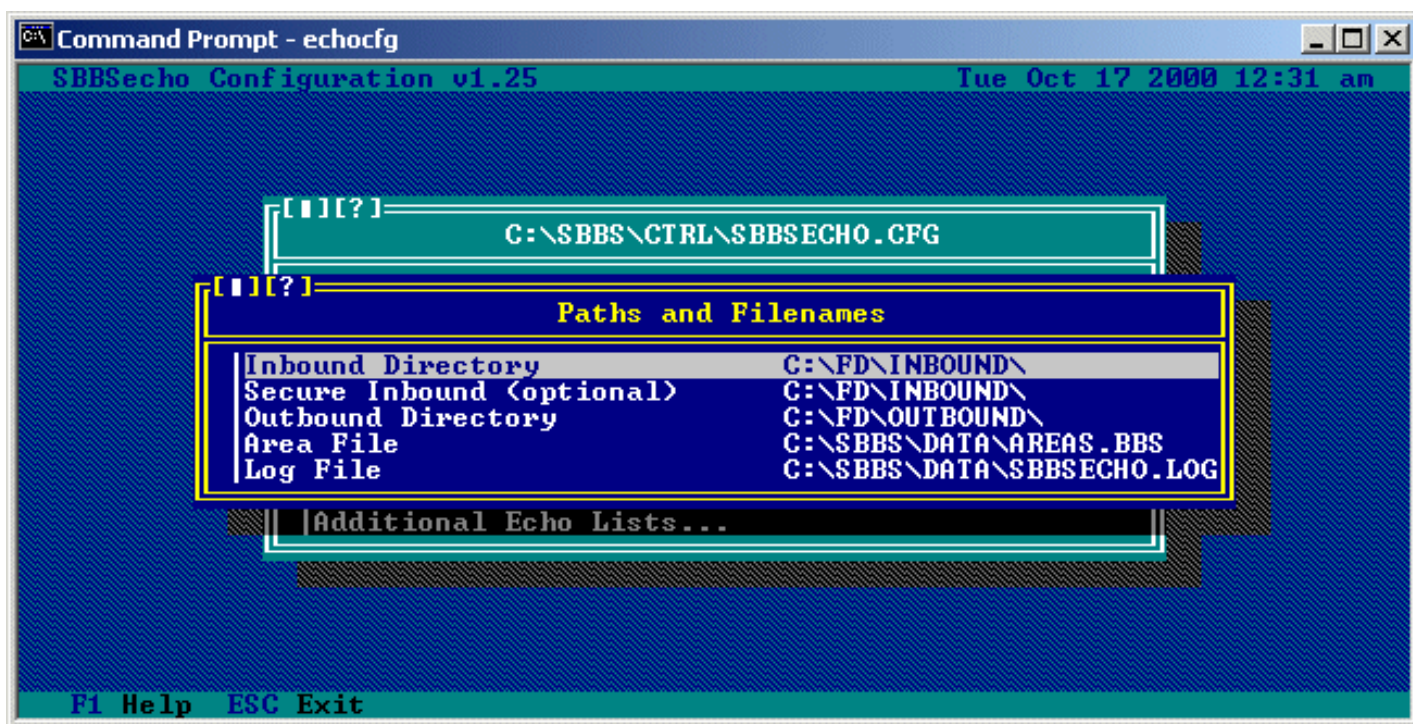 Command Prompt - echocfg
SBBSecho Configuration v1.25 Tue Oct 17 2000 12:31 am
[▮][?]
C:\SBBS\CTRL\SBBSECHO.CFG
[▮][?]
Paths and Filenames
Inbound Directory C:\FD\INBOUND\
Secure Inbound (optional) C:\FD\INBOUND\
Outbound Directory C:\FD\OUTBOUND\
Area File C:\SBBS\DATA\AREAS.BBS
Log File C:\SBBS\DATA\SBBSECHO.LOG
Additional Echo Lists...
F1 Help ESC Exit